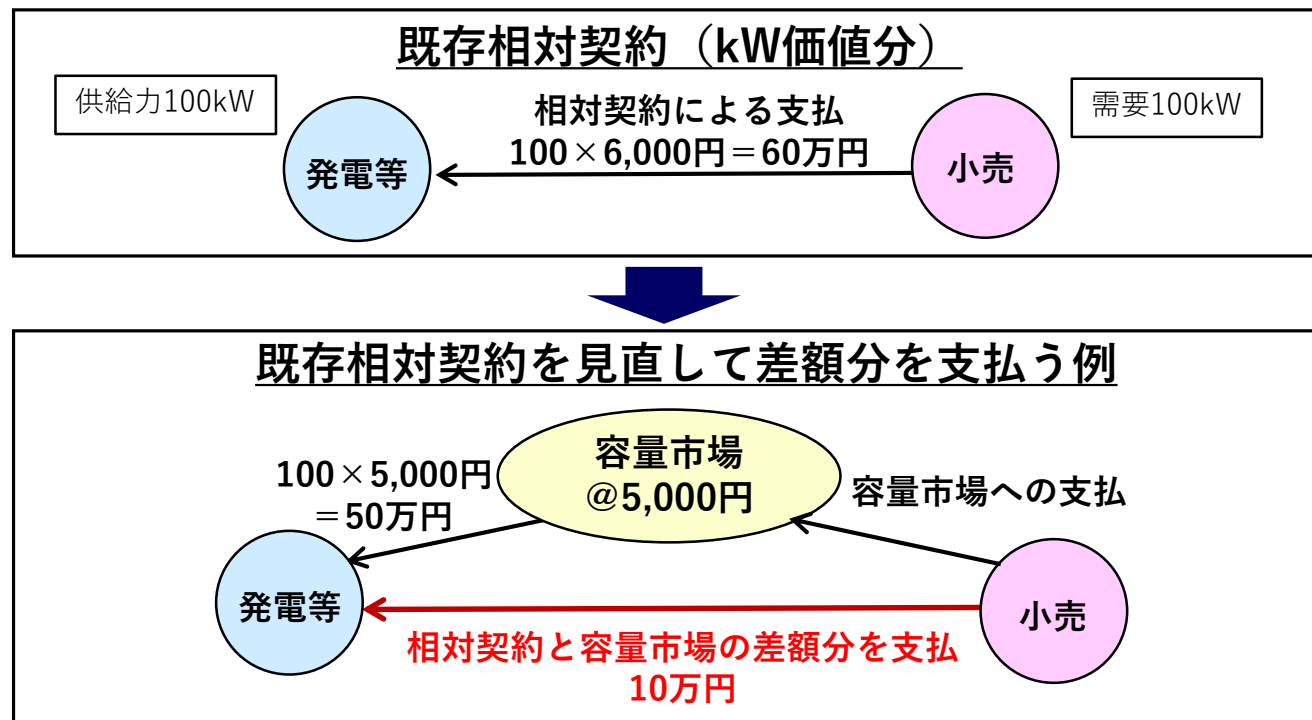 既存相対契約（kW価値分）
供給力100kW
需要100kW
相対契約による支払
100×6,000円＝60万円
発電等
小売
既存相対契約を見直して差額分を支払う例
容量市場
@5,000円
100×5,000円
＝50万円
容量市場への支払
発電等
小売
相対契約と容量市場の差額分を支払
10万円